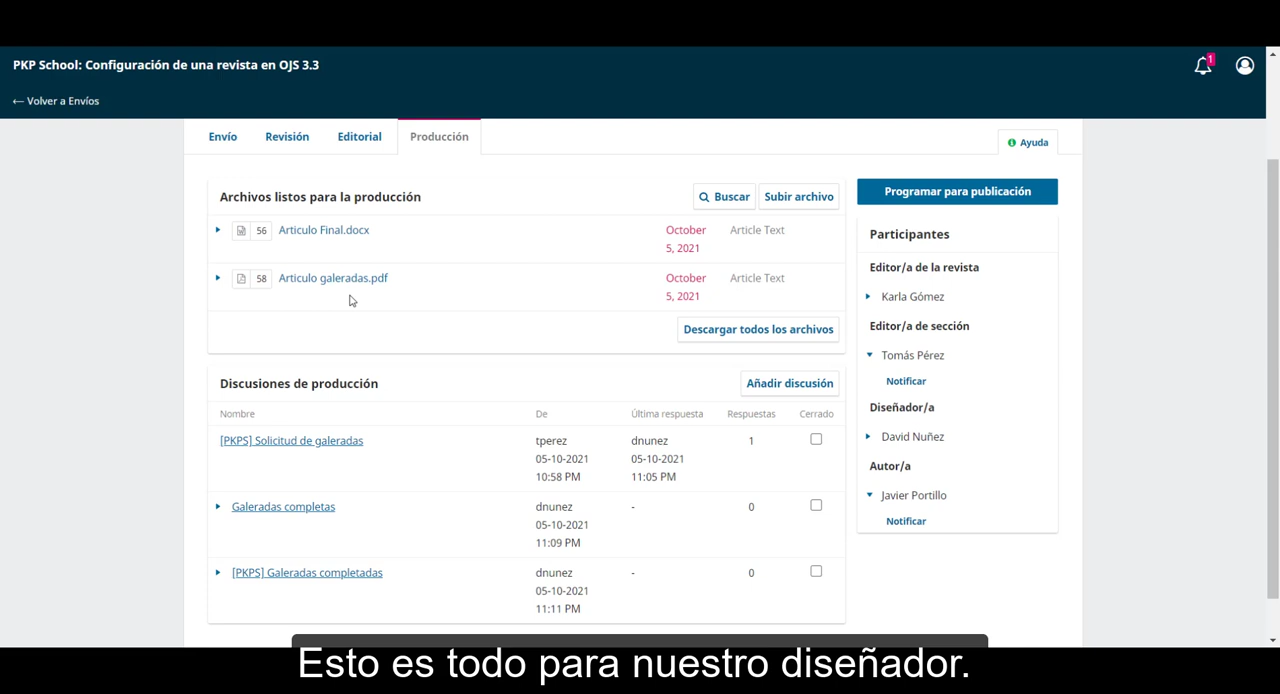 PKP School: Configuración de una revista en OJS 3.3
1
← Volver a Envíos
Envío Revisión Editorial Producción
Ayuda
Archivos listos para la producción Buscar Subir archivo
56 Articulo Final.docx October 5, 2021 Article Text
58 Articulo galeradas.pdf October 5, 2021 Article Text
Descargar todos los archivos
Discusiones de producción Añadir discusión
Nombre De Última respuesta Respuestas Cerrado
[PKPS] Solicitud de galeradas tperez dnunez 1
05-10-2021 05-10-2021
10:58 PM 11:05 PM
Galeradas completas dnunez - 0
05-10-2021
11:09 PM
[PKPS] Galeradas completadas dnunez - 0
05-10-2021
11:11 PM
Programar para publicación
Participantes
Editor/a de la revista
Karla Gómez
Editor/a de sección
Tomás Pérez
Notificar
Diseñador/a
David Nuñez
Autor/a
Javier Portillo
Notificar
Esto es todo para nuestro diseñador.